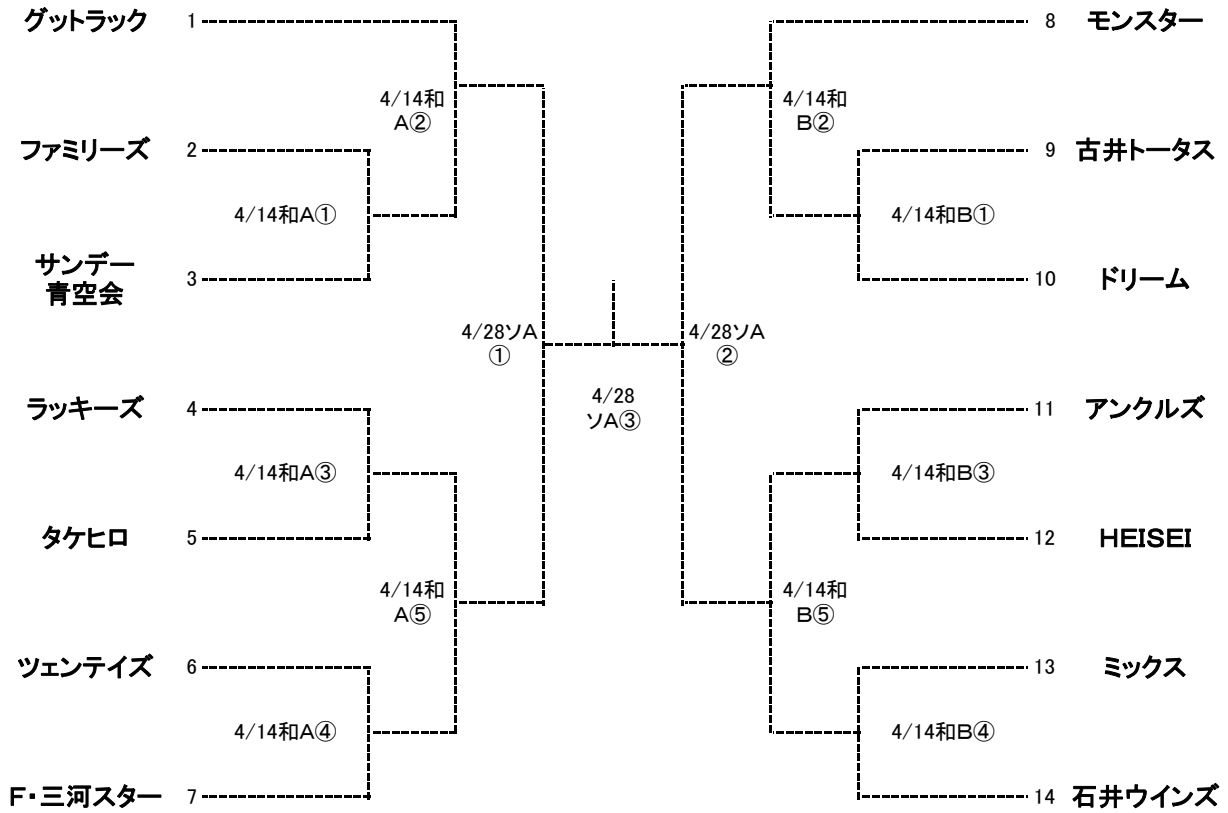 グットラック 1
8 モンスター
4/14和
A②
4/14和
B②
ファミリーズ 2
9 古井トータス
4/14和A①
4/14和B①
サンデー
青空会
3
10 ドリーム
4/28ソA
①
4/28ソA
②
4/28
ソA③
ラッキーズ 4
11 アンクルズ
4/14和A③
4/14和B③
タケヒロ 5
12 HEISEI
4/14和
A⑤
4/14和
B⑤
ツェンテイズ 6
13 ミックス
4/14和A④
4/14和B④
F・三河スター 7
14 石井ウインズ